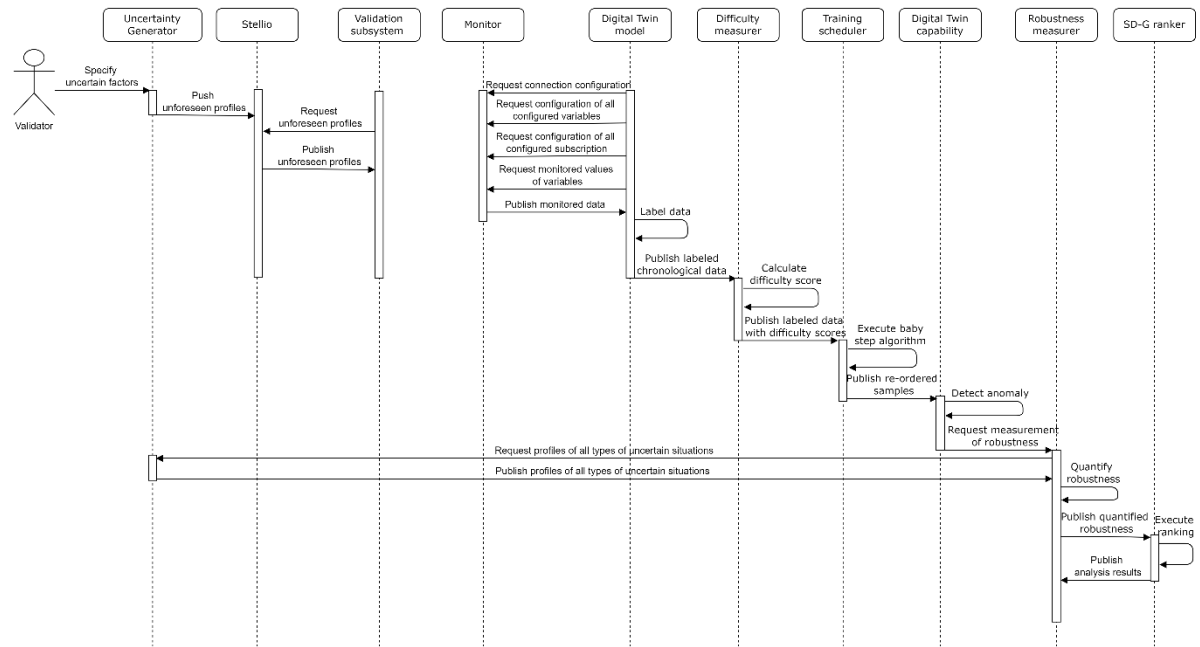 Uncertainty
Generator
Stellio
Validation
subsystem
Monitor
Digital Twin
model
Difficulty
measurer
Training
scheduler
Digital Twin
capability
Robustness
measurer
SD-G ranker
Validator
Specify
uncertain factors
Push
unforeseen profiles
Request
unforeseen profiles
Publish
unforeseen profiles
Request connection configuration
Request configuration of all
configured variables
Request configuration of all
configured subscription
Request monitored values
of variables
Publish monitored data
Label data
Publish labeled
chronological data
Calculate
difficulty score
Publish labeled data
with difficulty scores
Execute baby
step algorithm
Publish re-ordered
samples
Detect anomaly
Request measurement
of robustness
Request profiles of all types of uncertain situations
Publish profiles of all types of uncertain situations
Quantify
robustness
Publish quantified
robustness
Execute
ranking
Publish
analysis results